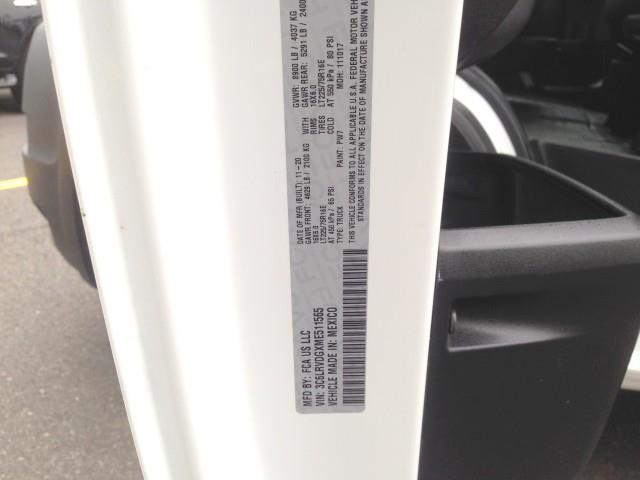 MFD BY: FCA US LLC
VIN: 3C6LRVDGXME511565
VEHICLE MADE IN: MEXICO
DATE OF MFR (BUILT): 11-20
GVWR: 8900 LB / 4037 KG
GAWR FRONT: 4629 LB / 2100 KG WITH GAWR REAR: 5291 LB / 2400
16X6.0 RIMS 16X6.0
LT225/75R16E TIRES LT225/75R16E
AT 450 kPa / 65 PSI COLD AT 550 kPa / 80 PSI
TYPE: TRUCK PAINT: PW7 MDH: 111017
THIS VEHICLE CONFORMS TO ALL APPLICABLE U.S.A. FEDERAL MOTOR VEH
STANDARDS IN EFFECT ON THE DATE OF MANUFACTURE SHOWN A